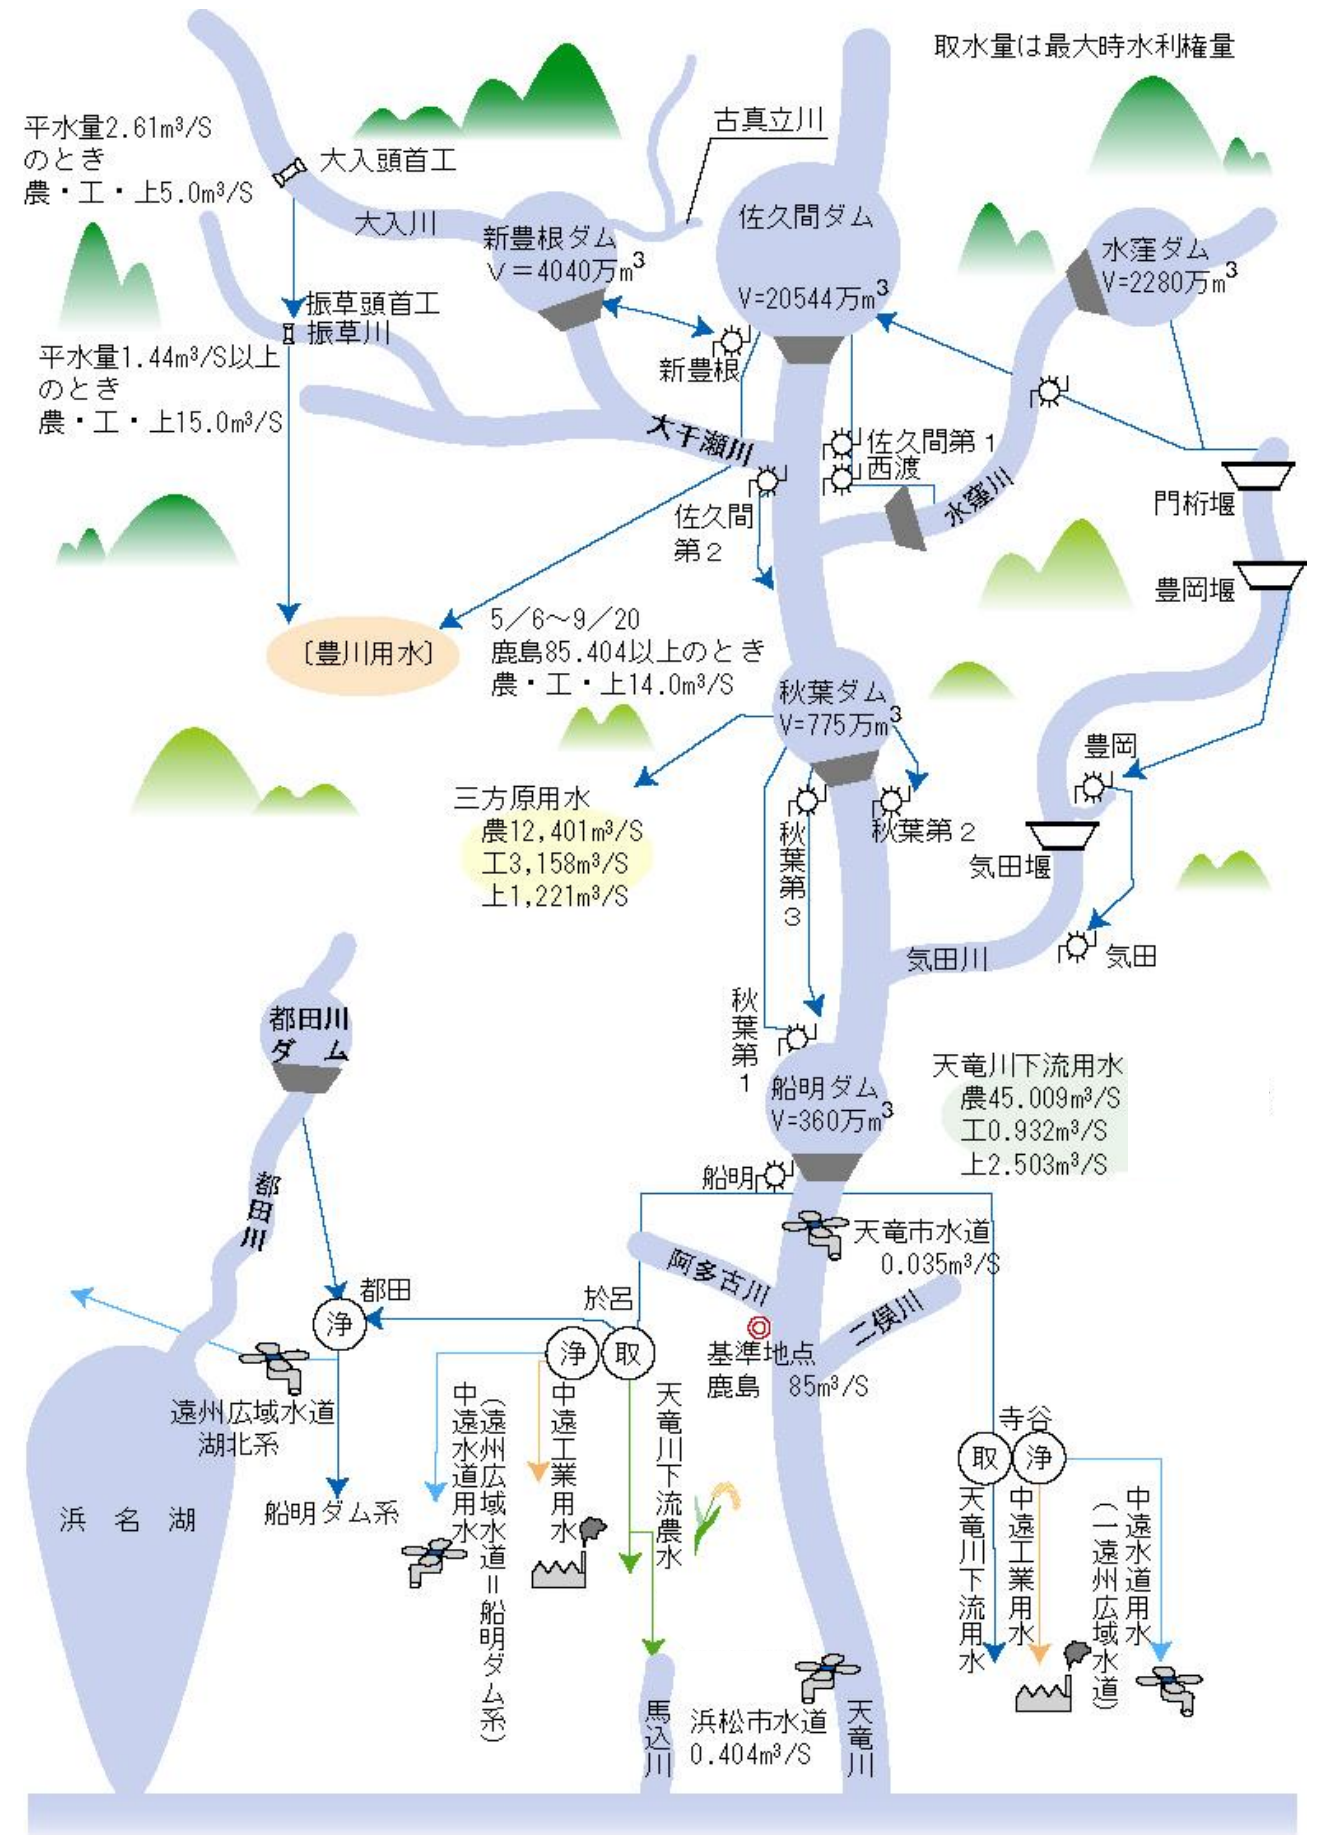 取水量は最大時水利権量
平水量2.61m³/S
のとき
農・工・上5.0m³/S
大入頭首工
大入川
古真立川
新豊根ダム
V=4040万m³
佐久間ダム
V=20544万m³
水窪ダム
V=2280万m³
振草頭首工
振草川
平水量1.44m³/S以上
のとき
農・工・上15.0m³/S
新豊根
大千瀬川
佐久間第1
西渡
水窪川
門桁堰
佐久間
第2
豊岡堰
〔豊川用水〕
5/6~9/20
鹿島85.404以上のとき
農・工・上14.0m³/S
秋葉ダム
V=775万m³
豊岡
三方原用水
農12,401m³/S
工3,158m³/S
上1,221m³/S
秋葉第3
秋葉第2
気田堰
気田川
気田
都田川
ダム
秋葉第1
船明ダム
V=360万m³
天竜川下流用水
農45.009m³/S
工0.932m³/S
上2.503m³/S
船明
都田川
天竜市水道
0.035m³/S
阿多古川
二俣川
都田
浄
於呂
浄
取
基準地点
鹿島 85m³/S
遠州広域水道
湖北系
船明ダム系
中遠水道用水
(遠州広域水道=船明ダム系)
中遠工業用水
天竜川下流農水
寺谷
取
浄
天竜川下流用水
中遠工業用水
中遠水道用水
(一遠州広域水道)
浜名湖
馬込川
浜松市水道
0.404m³/S
天竜川